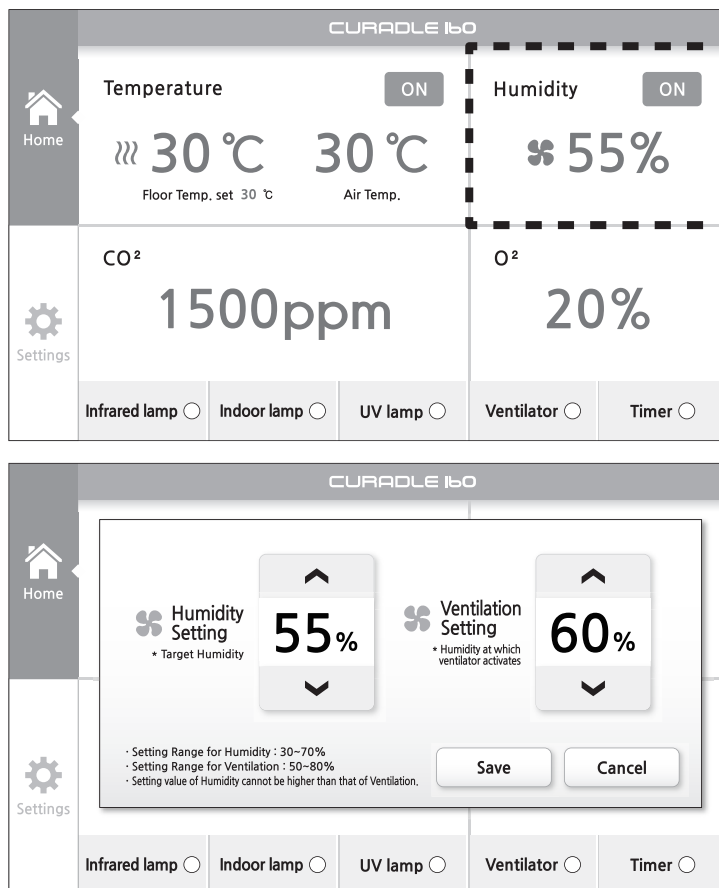 CURADLE IbO
Home
Temperature ON
30 ℃ 30 ℃
Floor Temp. set 30 ℃ Air Temp.
Humidity ON
55%
CO²
1500ppm
O²
20%
Settings
Infrared lamp Indoor lamp UV lamp Ventilator Timer
CURADLE IbO
Home
Humidity
Setting
* Target Humidity
55%
Ventilation
Setting
* Humidity at which
ventilator activates
60%
· Setting Range for Humidity : 30~70%
· Setting Range for Ventilation : 50~80%
· Setting value of Humidity cannot be higher than that of Ventilation.
Save Cancel
Settings
Infrared lamp Indoor lamp UV lamp Ventilator Timer